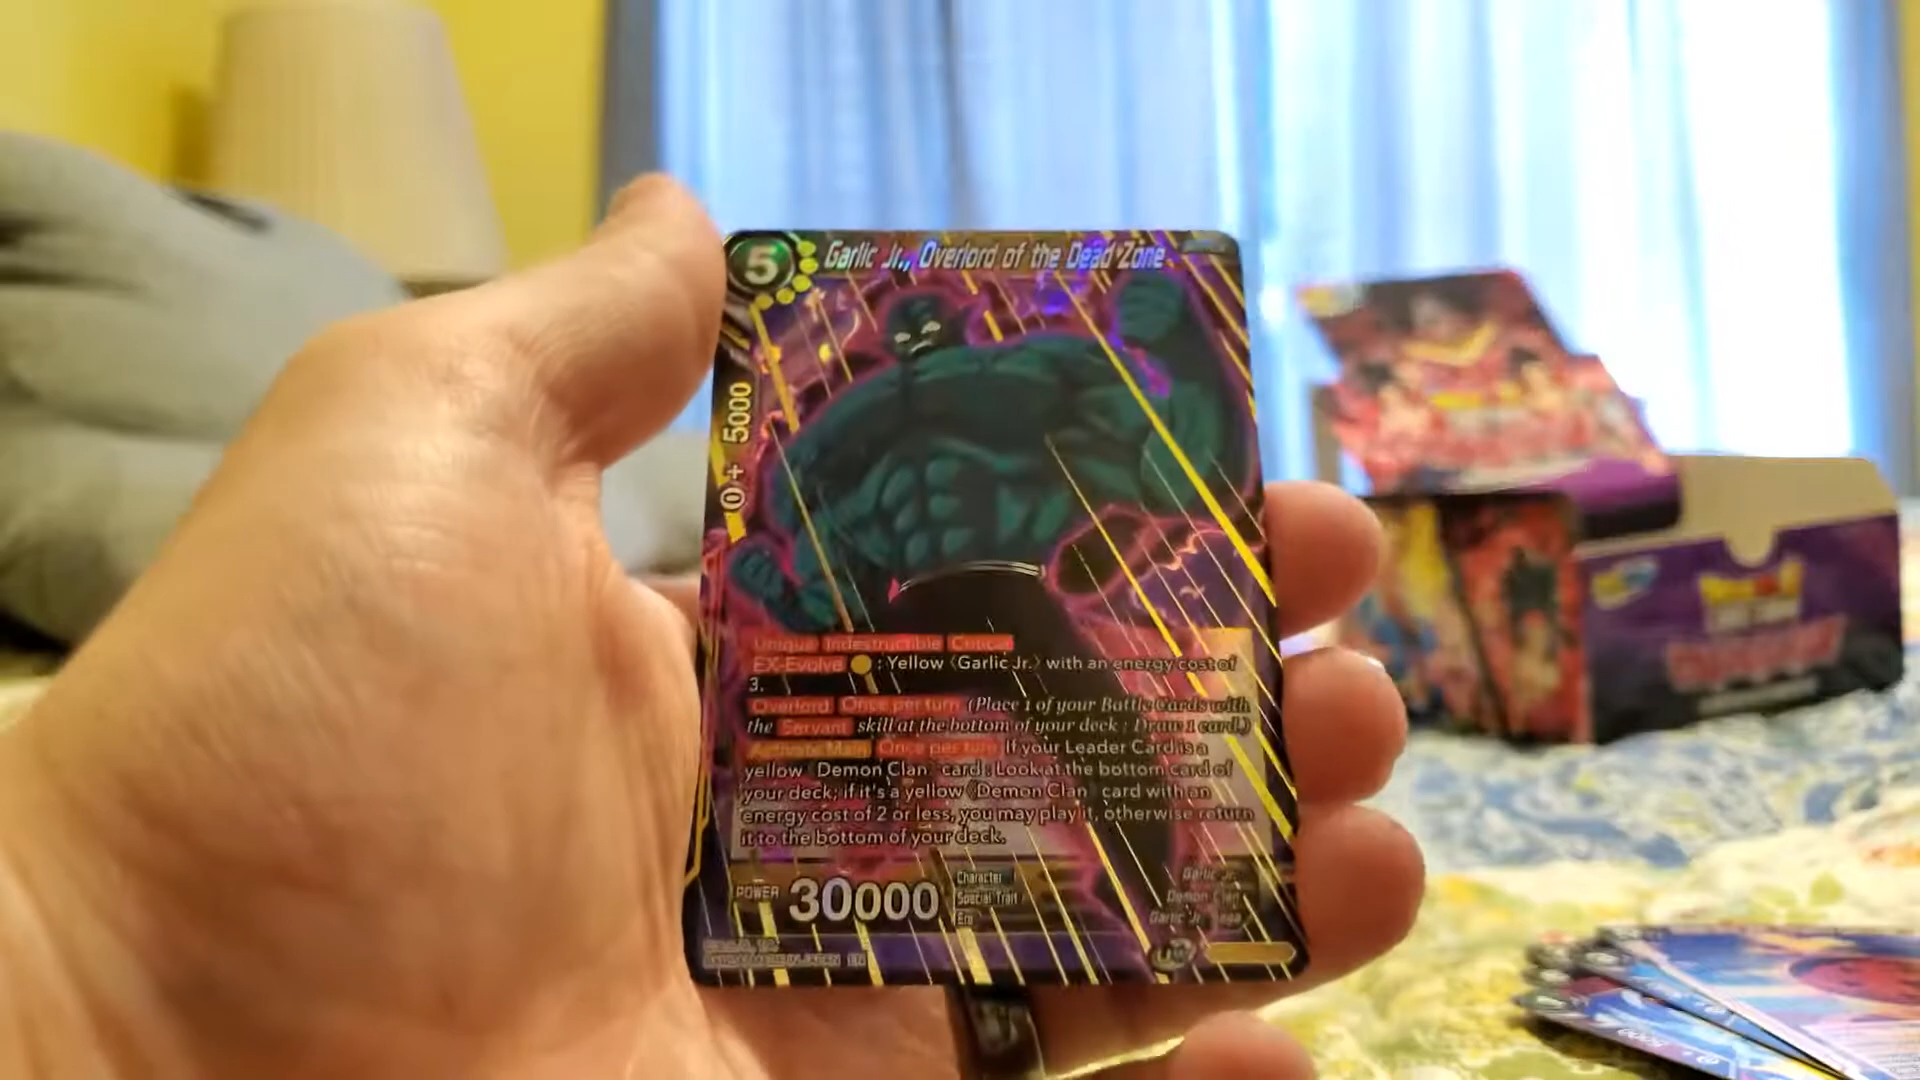 5 Garlic Jr., Overlord of the Dead Zone
0+ 5000
Unique Indestructible Critical
EX-Evolve : Yellow 〈Garlic Jr.〉 with an energy cost of
3.
Overlord Once per turn (Place 1 of your Battle Cards with
the Servant skill at the bottom of your deck : Draw 1 card.)
Activate Main Once per turn If your Leader Card is a
yellow 《Demon Clan》 card : Look at the bottom card of
your deck; if it's a yellow 《Demon Clan》 card with an
energy cost of 2 or less, you may play it, otherwise return
it to the bottom of your deck.
POWER 30000
Character Garlic Jr.
Special Trait Demon Clan
Era Garlic Jr. Saga